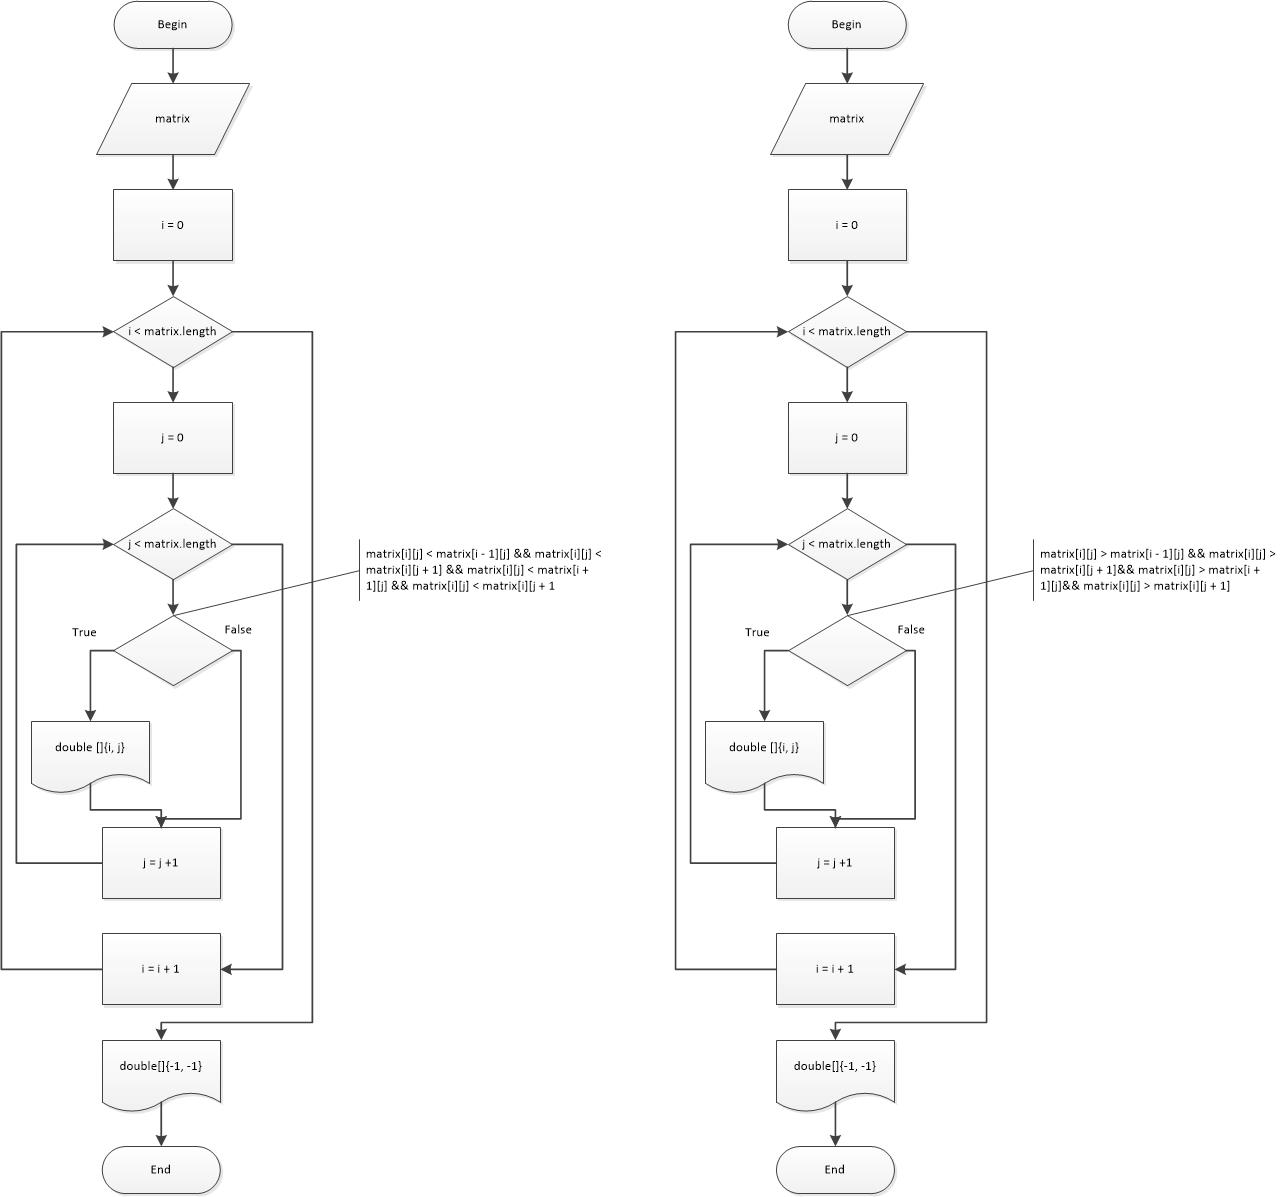 Begin
matrix
i = 0
i < matrix.length
j = 0
j < matrix.length
matrix[i][j] < matrix[i - 1][j] && matrix[i][j] <
matrix[i][j + 1] && matrix[i][j] < matrix[i +
1][j] && matrix[i][j] < matrix[i][j + 1
True
False
double []{i, j}
j = j +1
i = i + 1
double[]{-1, -1}
End
Begin
matrix
i = 0
i < matrix.length
j = 0
j < matrix.length
matrix[i][j] > matrix[i - 1][j] && matrix[i][j] >
matrix[i][j + 1]&& matrix[i][j] > matrix[i +
1][j]&& matrix[i][j] > matrix[i][j + 1]
True
False
double []{i, j}
j = j +1
i = i + 1
double[]{-1, -1}
End